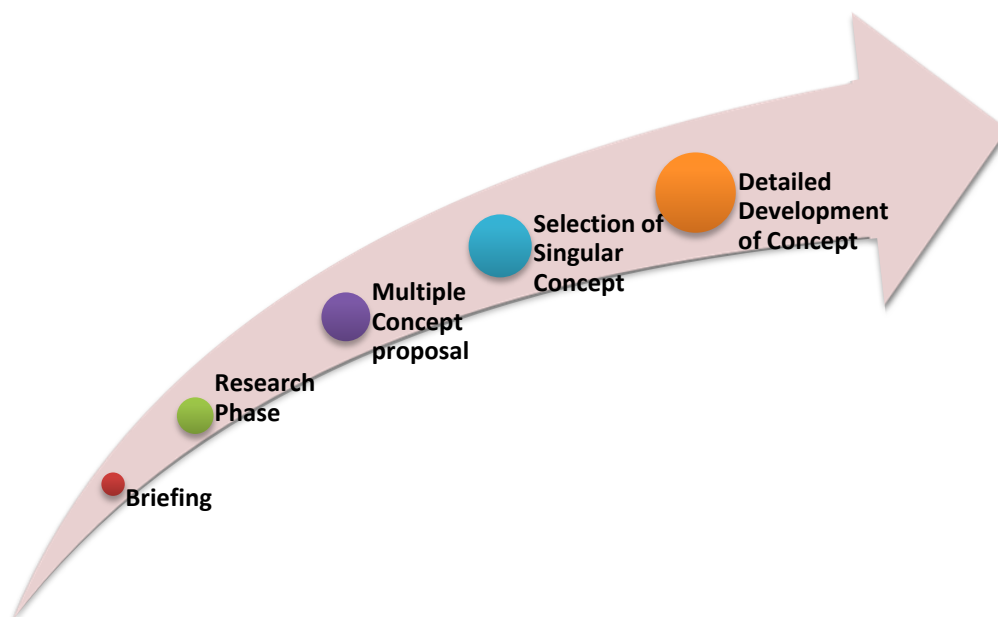 Briefing
Research
Phase
Multiple
Concept
proposal
Selection of
Singular
Concept
Detailed
Development
of Concept